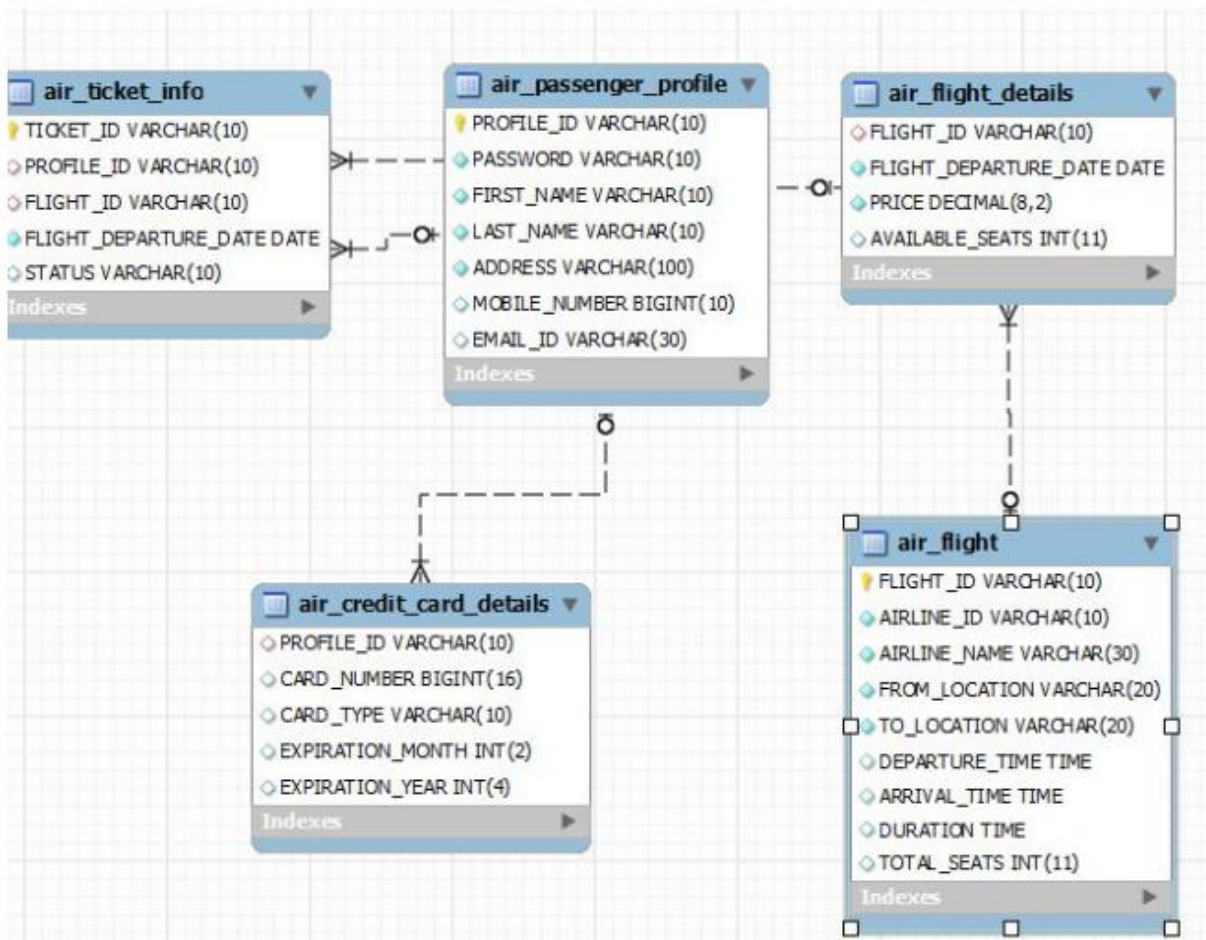 air_ticket_info
TICKET_ID VARCHAR(10)
PROFILE_ID VARCHAR(10)
FLIGHT_ID VARCHAR(10)
FLIGHT_DEPARTURE_DATE DATE
STATUS VARCHAR(10)
Indexes
air_passenger_profile
PROFILE_ID VARCHAR(10)
PASSWORD VARCHAR(10)
FIRST_NAME VARCHAR(10)
LAST_NAME VARCHAR(10)
ADDRESS VARCHAR(100)
MOBILE_NUMBER BIGINT(10)
EMAIL_ID VARCHAR(30)
Indexes
air_flight_details
FLIGHT_ID VARCHAR(10)
FLIGHT_DEPARTURE_DATE DATE
PRICE DECIMAL(8,2)
AVAILABLE_SEATS INT(11)
Indexes
air_credit_card_details
PROFILE_ID VARCHAR(10)
CARD_NUMBER BIGINT(16)
CARD_TYPE VARCHAR(10)
EXPIRATION_MONTH INT(2)
EXPIRATION_YEAR INT(4)
Indexes
air_flight
FLIGHT_ID VARCHAR(10)
AIRLINE_ID VARCHAR(10)
AIRLINE_NAME VARCHAR(30)
FROM_LOCATION VARCHAR(20)
TO_LOCATION VARCHAR(20)
DEPARTURE_TIME TIME
ARRIVAL_TIME TIME
DURATION TIME
TOTAL_SEATS INT(11)
Indexes